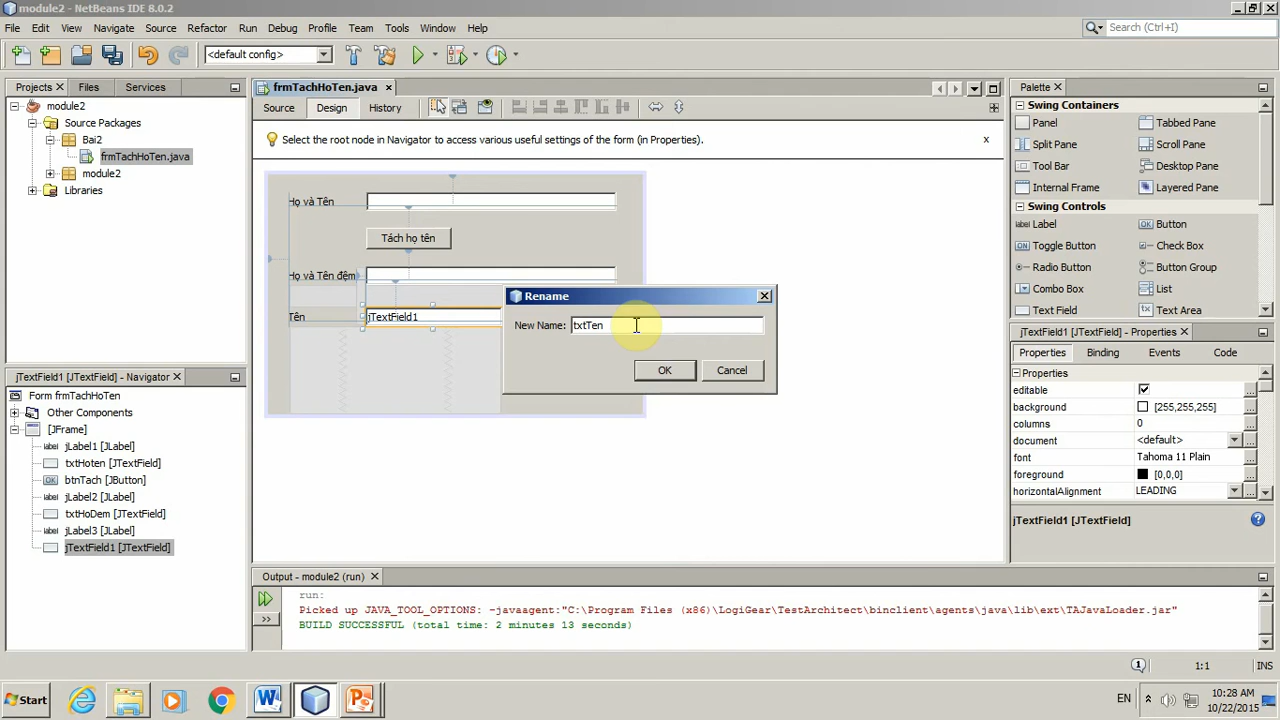 module2 - NetBeans IDE 8.0.2
File Edit View Navigate Source Refactor Run Debug Profile Team Tools Window Help
Search (Ctrl+I)
<default config>
Projects Files Services
module2
Source Packages
Bai2
frmTachHoTen.java
module2
Libraries
frmTachHoTen.java
Source Design History
Select the root node in Navigator to access various useful settings of the form (in Properties). x
Họ và Tên
Tách họ tên
Họ và Tên đệm
Tên jTextField1
Rename
New Name: txtTen
OK Cancel
Palette
Swing Containers
Panel Tabbed Pane
Split Pane Scroll Pane
Tool Bar Desktop Pane
Internal Frame Layered Pane
Swing Controls
Label Button
Toggle Button Check Box
Radio Button Button Group
Combo Box List
Text Field Text Area
jTextField1 [JTextField] - Properties
Properties Binding Events Code
Properties
editable
background [255,255,255]
columns 0
document <default>
font Tahoma 11 Plain
foreground [0,0,0]
horizontalAlignment LEADING
jTextField1 [JTextField]
jTextField1 [JTextField] - Navigator
Form frmTachHoTen
Other Components
[JFrame]
jLabel1 [JLabel]
txtHoten [JTextField]
btnTach [JButton]
jLabel2 [JLabel]
txtHoDem [JTextField]
jLabel3 [JLabel]
jTextField1 [JTextField]
Output - module2 (run)
run:
Picked up JAVA_TOOL_OPTIONS: -javaagent:"C:\Program Files (x86)\LogiGear\TestArchitect\binclient\agents\java\lib\ext\TAJavaLoader.jar"
BUILD SUCCESSFUL (total time: 2 minutes 13 seconds)
1:1 INS
Start
EN
10:28 AM
10/22/2015